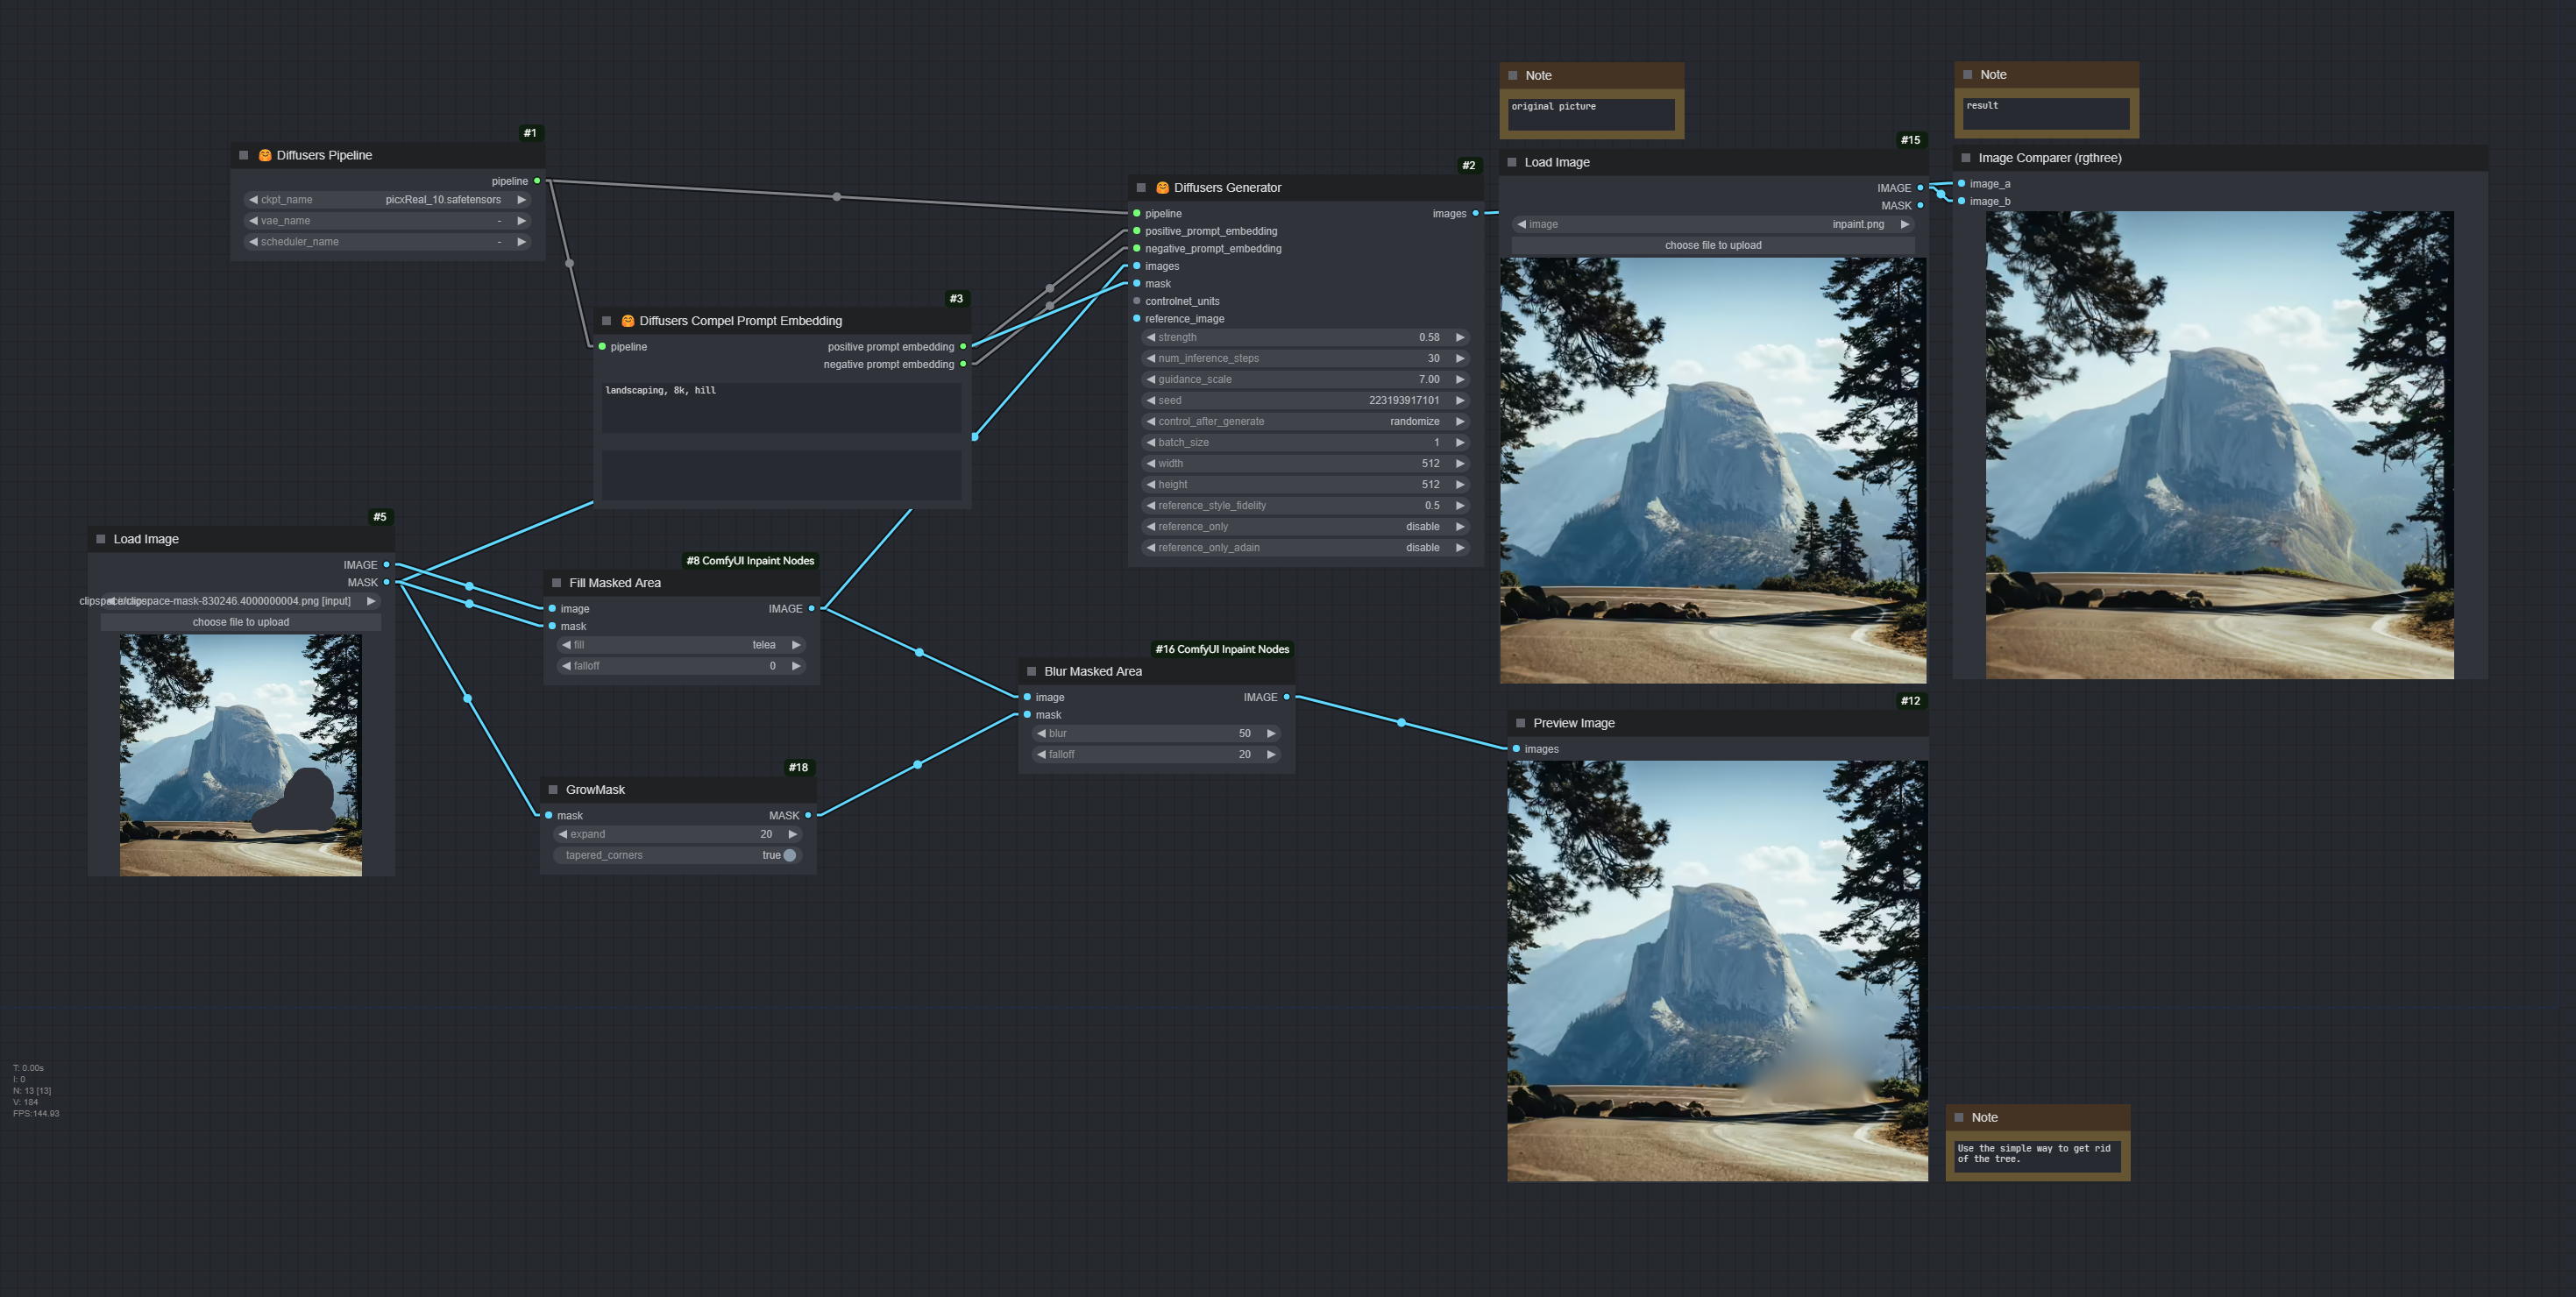 #1
Diffusers Pipeline
pipeline
ckpt_name picxReal_10.safetensors
vae_name -
scheduler_name -
#3
Diffusers Compel Prompt Embedding
pipeline positive prompt embedding
negative prompt embedding
landscaping, 8k, hill
#5
Load Image
IMAGE
MASK
clipspace-mask-830246.4000000004.png [input]
choose file to upload
#8 ComfyUI Inpaint Nodes
Fill Masked Area
image IMAGE
mask
fill telea
falloff 0
#18
GrowMask
mask MASK
expand 20
tapered_corners true
#16 ComfyUI Inpaint Nodes
Blur Masked Area
image IMAGE
mask
blur 50
falloff 20
#2
Diffusers Generator
pipeline images
positive_prompt_embedding
negative_prompt_embedding
images
mask
controlnet_units
reference_image
strength 0.58
num_inference_steps 30
guidance_scale 7.00
seed 223193917101
control_after_generate randomize
batch_size 1
width 512
height 512
reference_style_fidelity 0.5
reference_only disable
reference_only_adain disable
Note
original picture
#15
Load Image
IMAGE
MASK
image inpaint.png
choose file to upload
Note
result
Image Comparer (rgthree)
image_a
image_b
#12
Preview Image
images
Note
Use the simple way to get rid
of the tree.
T: 0.00s
I: 0
N: 13 [13]
V: 184
FPS:144.93